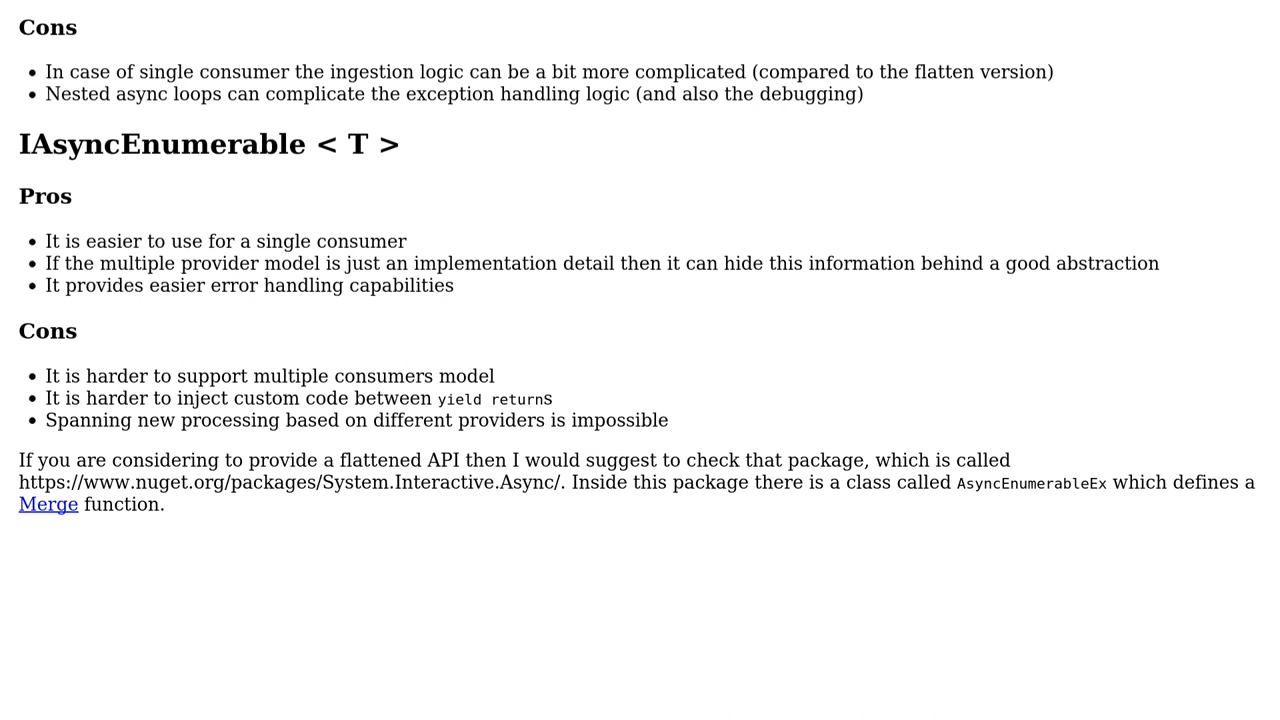 Cons
In case of single consumer the ingestion logic can be a bit more complicated (compared to the flatten version)
Nested async loops can complicate the exception handling logic (and also the debugging)
IAsyncEnumerable < T >
Pros
It is easier to use for a single consumer
If the multiple provider model is just an implementation detail then it can hide this information behind a good abstraction
It provides easier error handling capabilities
Cons
It is harder to support multiple consumers model
It is harder to inject custom code between yield returns
Spanning new processing based on different providers is impossible
If you are considering to provide a flattened API then I would suggest to check that package, which is called
https://www.nuget.org/packages/System.Interactive.Async/. Inside this package there is a class called AsyncEnumerableEx which defines a
Merge function.